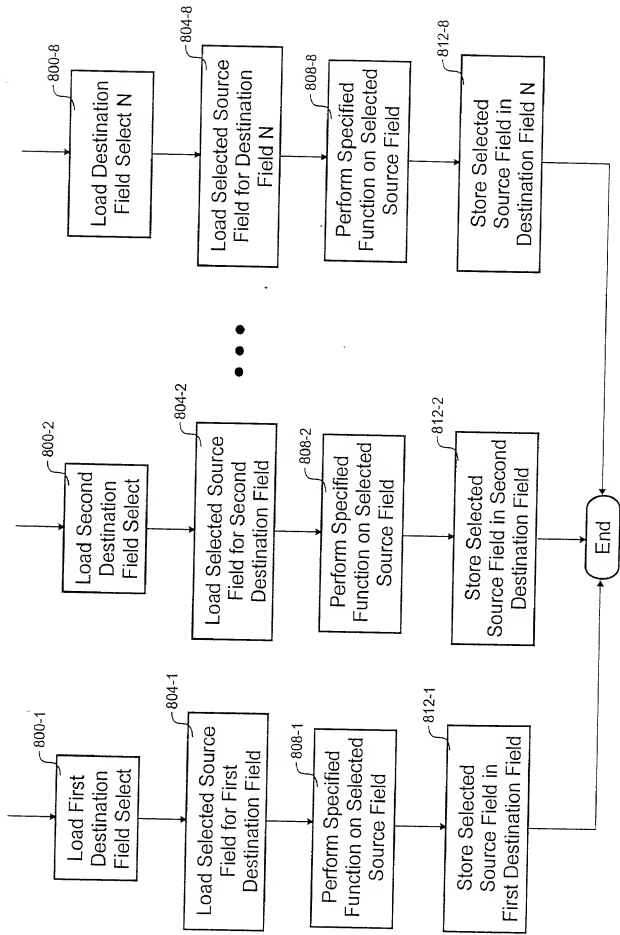 800-1
Load First
Destination
Field Select
804-1
Load Selected Source
Field for First
Destination Field
808-1
Perform Specified
Function on Selected
Source Field
812-1
Store Selected
Source Field in
First Destination Field
800-2
Load Second
Destination
Field Select
804-2
Load Selected Source
Field for Second
Destination Field
808-2
Perform Specified
Function on Selected
Source Field
812-2
Store Selected
Source Field in Second
Destination Field
800-8
Load Destination
Field Select N
804-8
Load Selected Source
Field for Destination
Field N
808-8
Perform Specified
Function on Selected
Source Field
812-8
Store Selected
Source Field in
Destination Field N
End